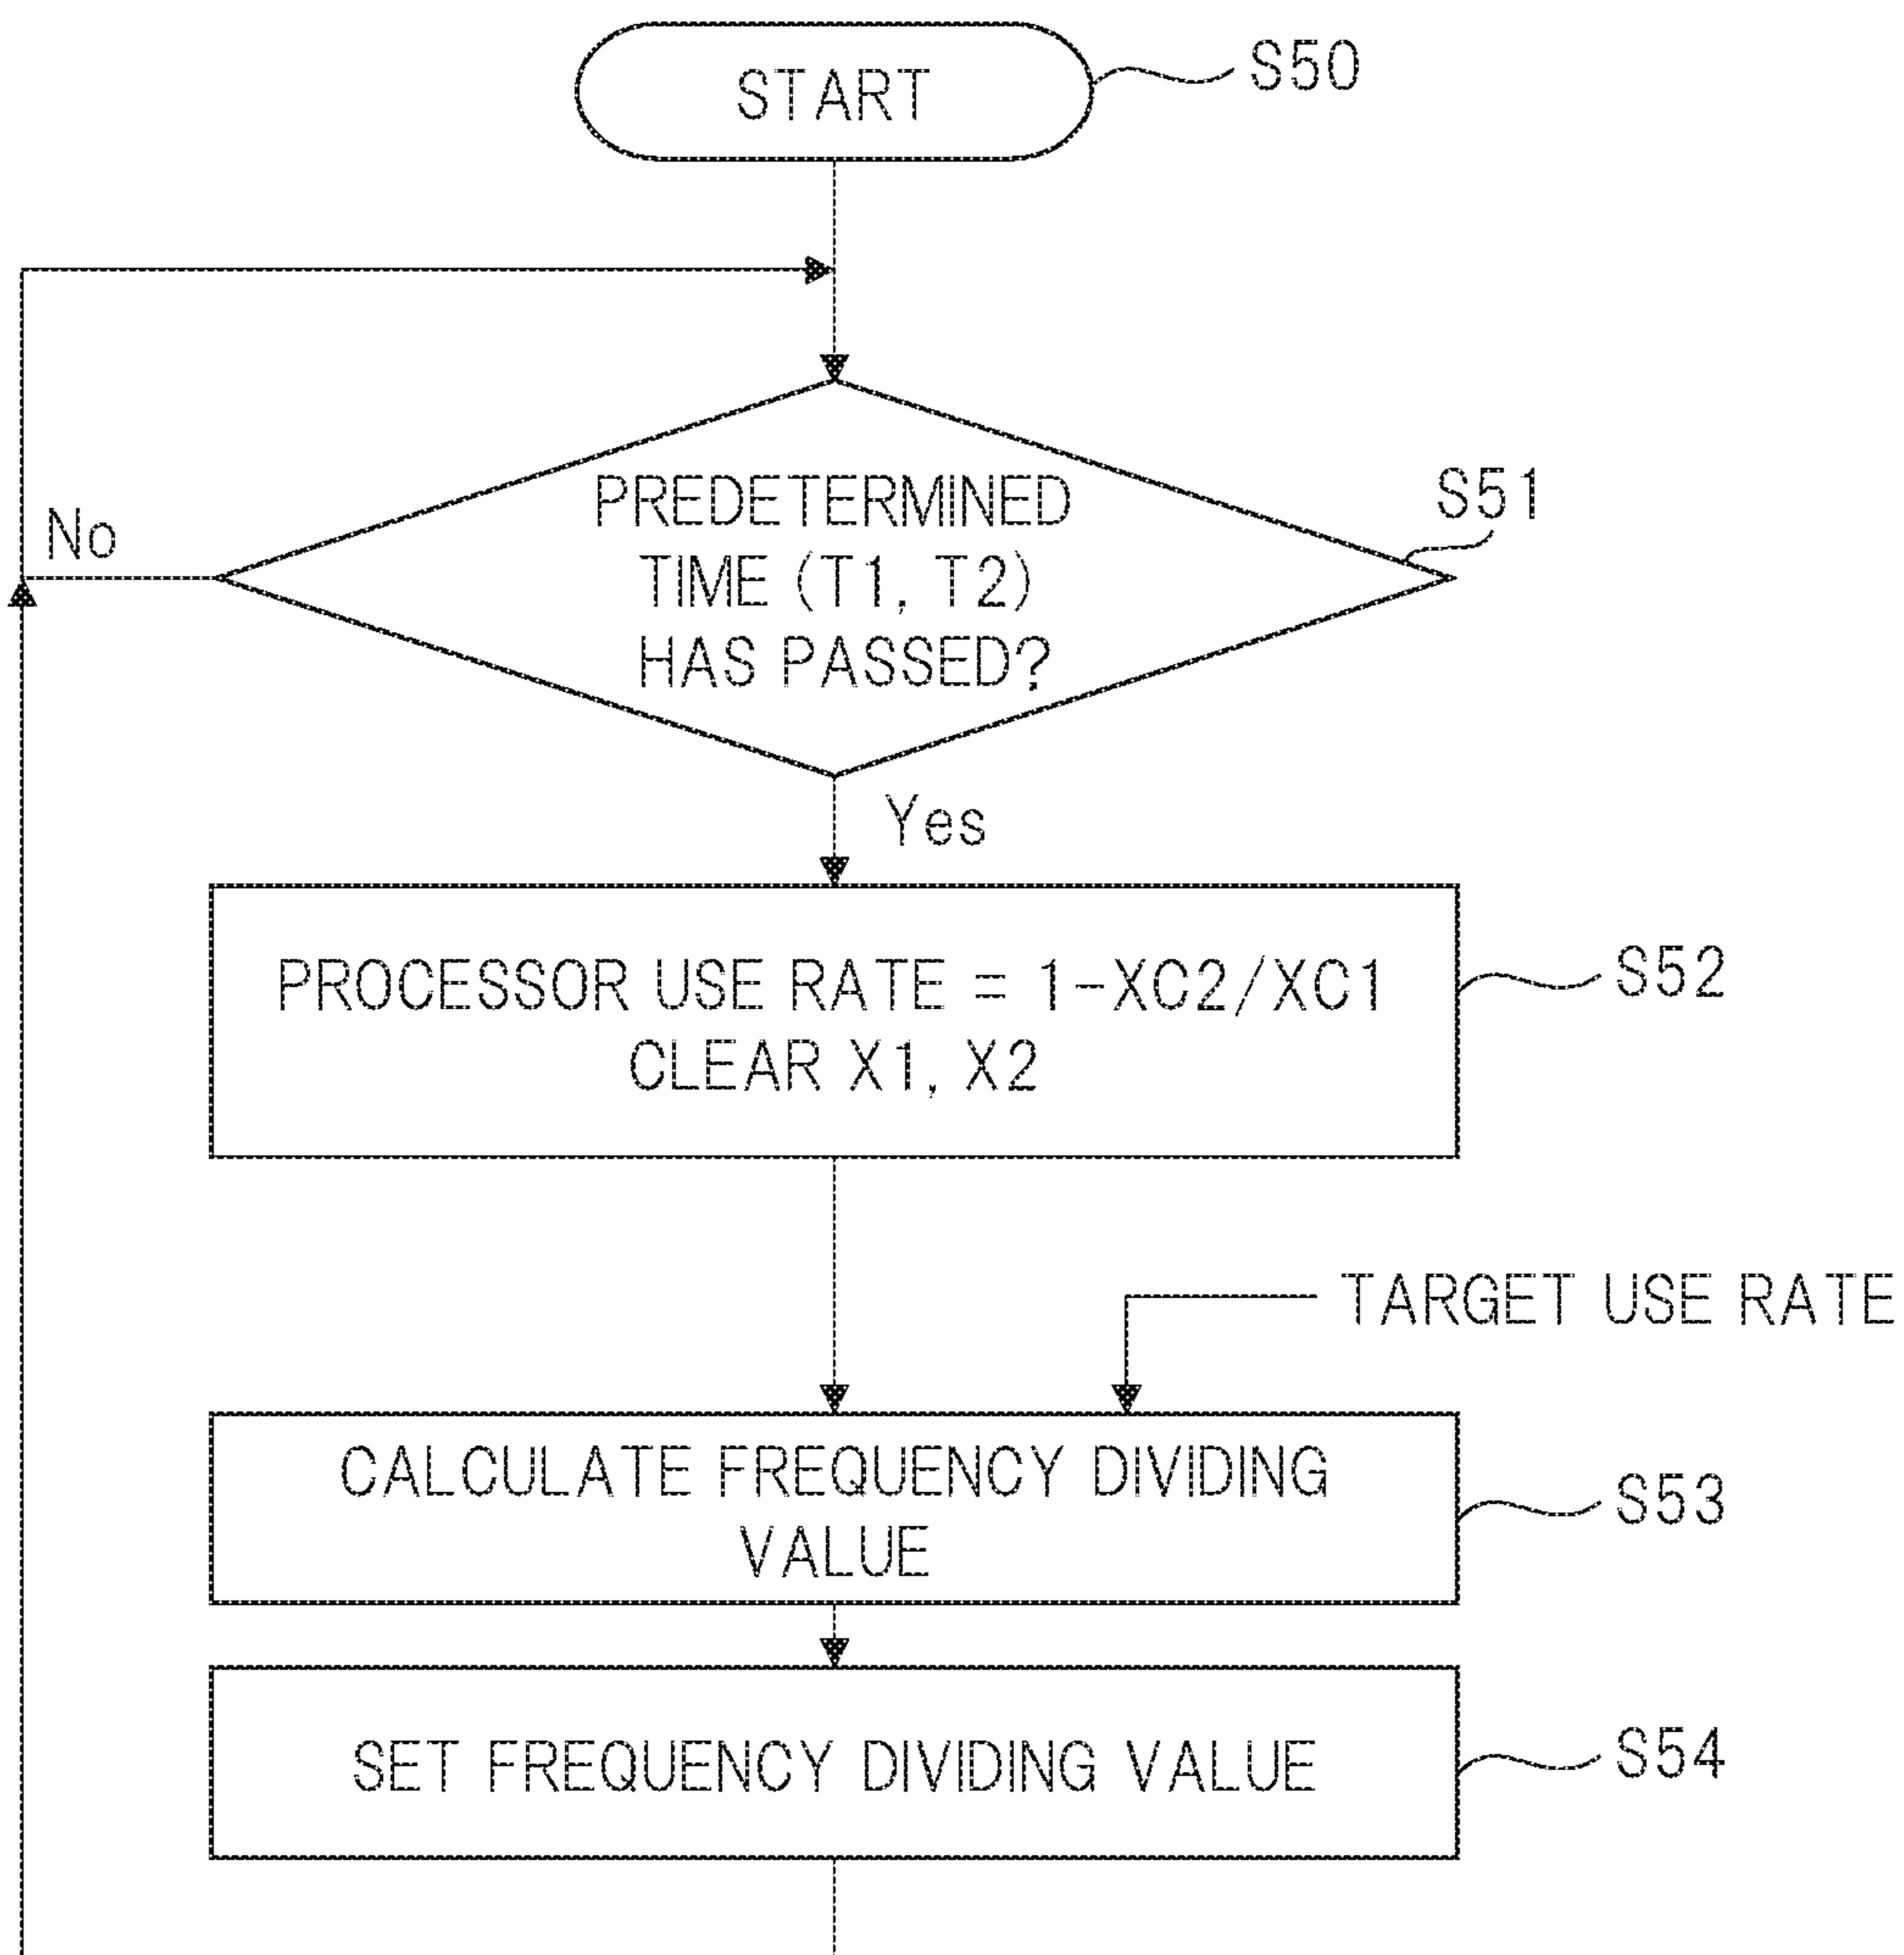 START
S50
PREDETERMINED
TIME (T1, T2)
HAS PASSED?
S51
No
Yes
PROCESSOR USE RATE = 1-XC2/XC1
CLEAR X1, X2
S52
TARGET USE RATE
CALCULATE FREQUENCY DIVIDING
VALUE
S53
SET FREQUENCY DIVIDING VALUE
S54